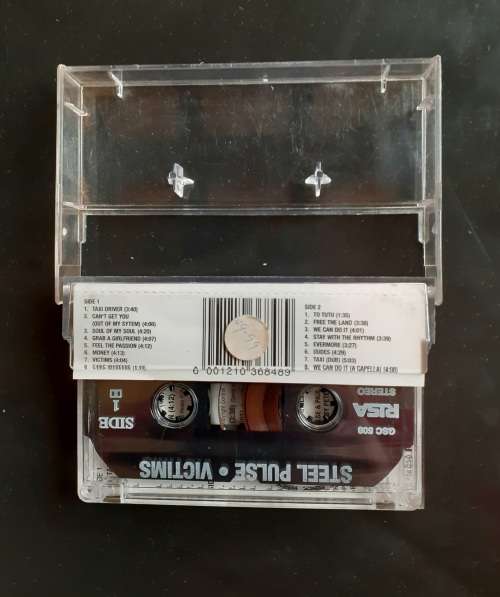 SIDE 1
1. TAXI DRIVER (3:40)
2. CAN'T GET YOU
(OUT OF MY SYTEM) (4:00)
3. SOUL OF MY SOUL (4:20)
4. GRAB A GIRLFRIEND (4:07)
5. FEEL THE PASSION (4:12)
6. MONEY (4:13)
7. VICTIMS (4:04)
SIDE 2
1. TO TUTU (1:35)
2. FREE THE LAND (3:38)
3. WE CAN DO IT (4:01)
4. STAY WITH THE RHYTHM (3:39)
5. EVERMORE (3:27)
6. DUDES (4:29)
7. TAXI (DUB) (5:03)
8. WE CAN DO IT (A CAPELLA) (4:08)
6 001210 368489
SIDE
1
RISA
STEREO
GSC 508
STEEL PULSE • VICTIMS